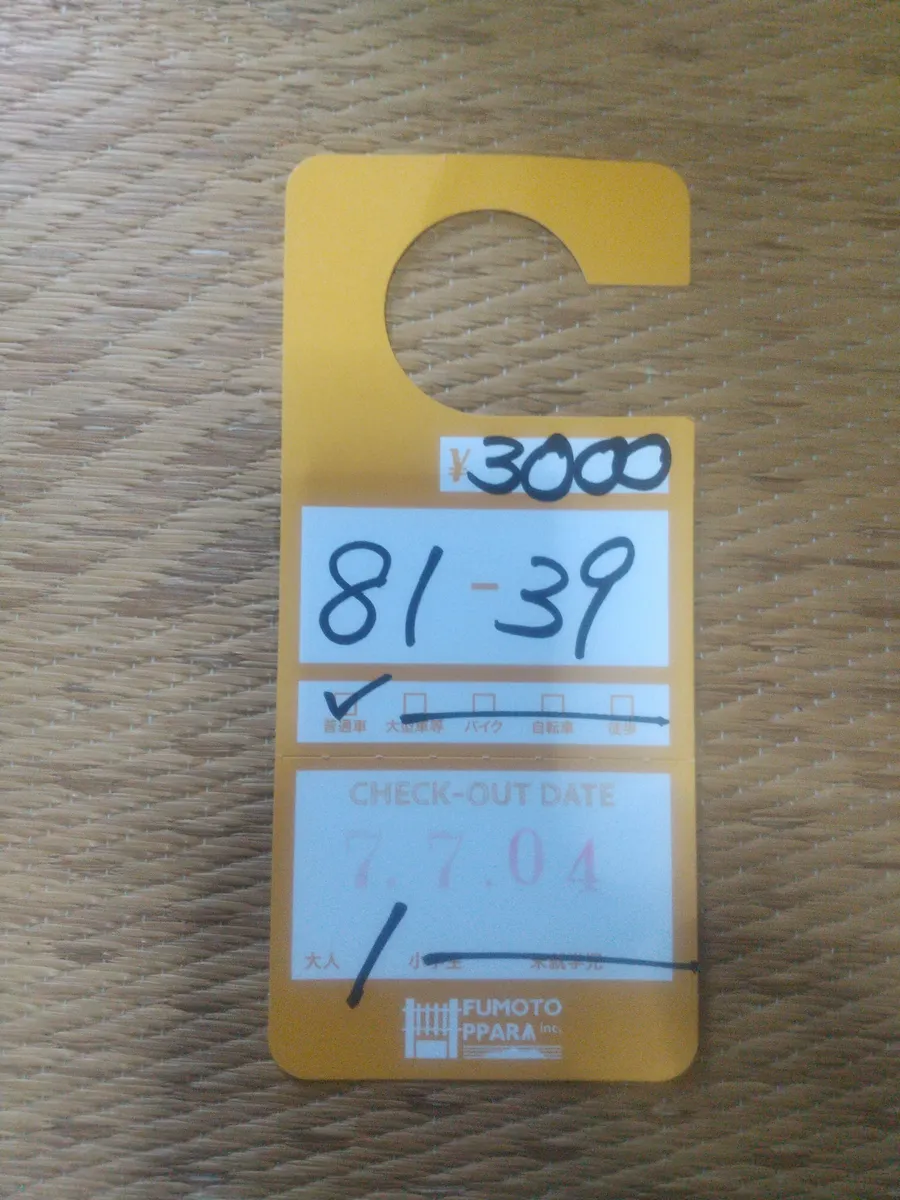 ¥3000
81-39
普通車 大型車等 バイク 自転車 徒歩
CHECK-OUT DATE
7.7.04
大人 1 小学生 未就学児
FUMOTO
PPARA Inc.